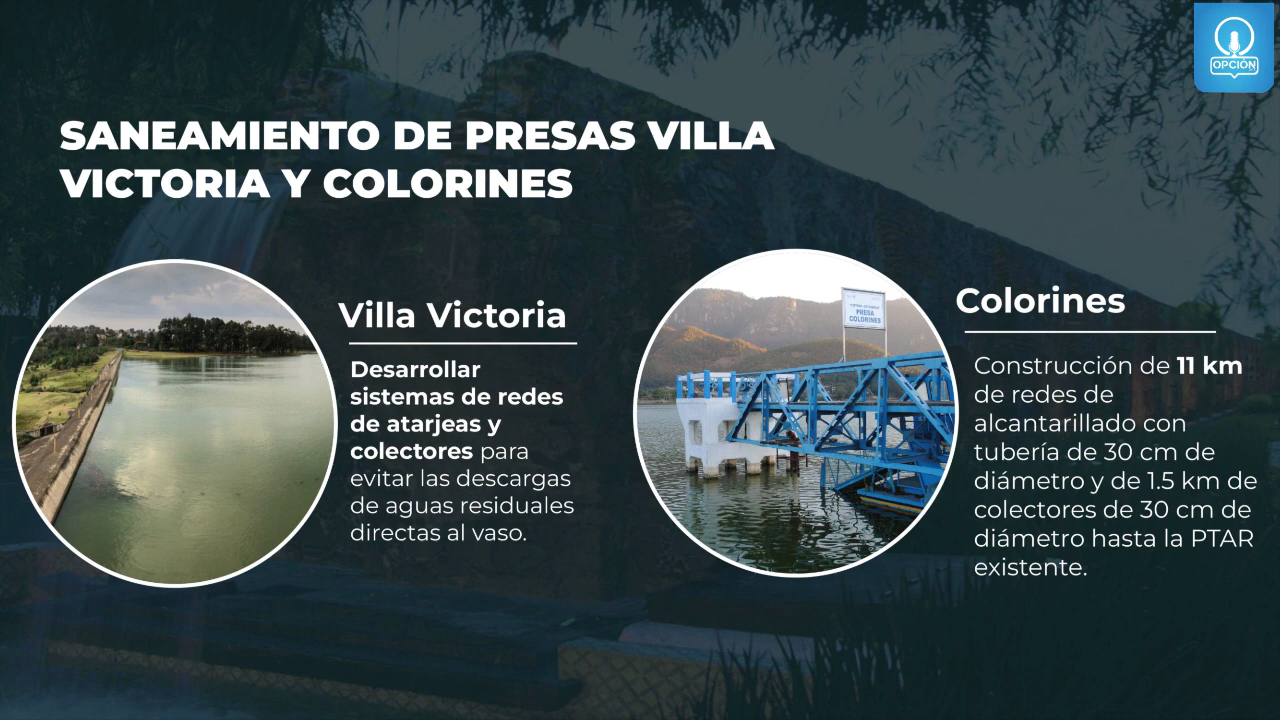 OPCIÓN
SANEAMIENTO DE PRESAS VILLA
VICTORIA Y COLORINES
Villa Victoria
Desarrollar
sistemas de redes
de atarjeas y
colectores para
evitar las descargas
de aguas residuales
directas al vaso.
PRESA
COLORINES
Colorines
Construcción de 11 km
de redes de
alcantarillado con
tubería de 30 cm de
diámetro y de 1.5 km de
colectores de 30 cm de
diámetro hasta la PTAR
existente.